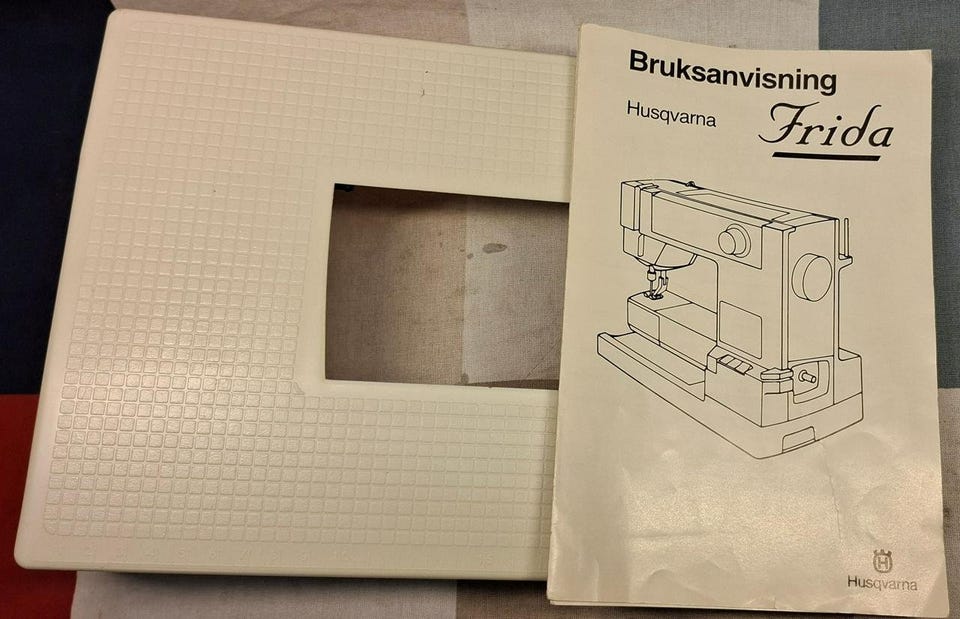 Bruksanvisning
Husqvarna Frida
H
Husqvarna